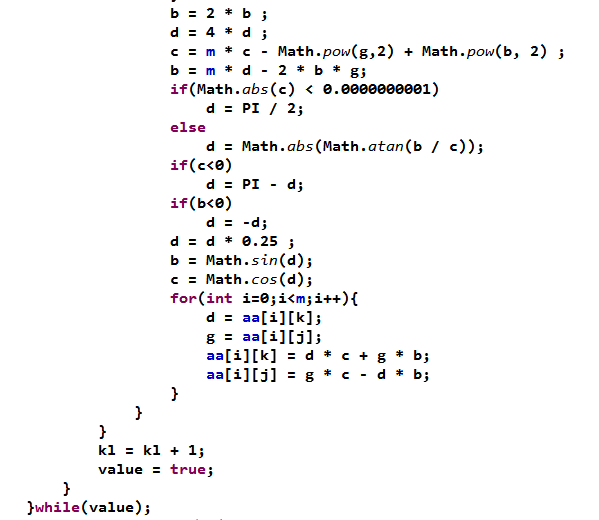 b = 2 * b ;
d = 4 * d ;
c = m * c - Math.pow(g,2) + Math.pow(b, 2) ;
b = m * d - 2 * b * g;
if(Math.abs(c) < 0.0000000001)
d = PI / 2;
else
d = Math.abs(Math.atan(b / c));
if(c<0)
d = PI - d;
if(b<0)
d = -d;
d = d * 0.25 ;
b = Math.sin(d);
c = Math.cos(d);
for(int i=0;i<m;i++){
d = aa[i][k];
g = aa[i][j];
aa[i][k] = d * c + g * b;
aa[i][j] = g * c - d * b;
}
}
}
kl = kl + 1;
value = true;
}
}while(value);